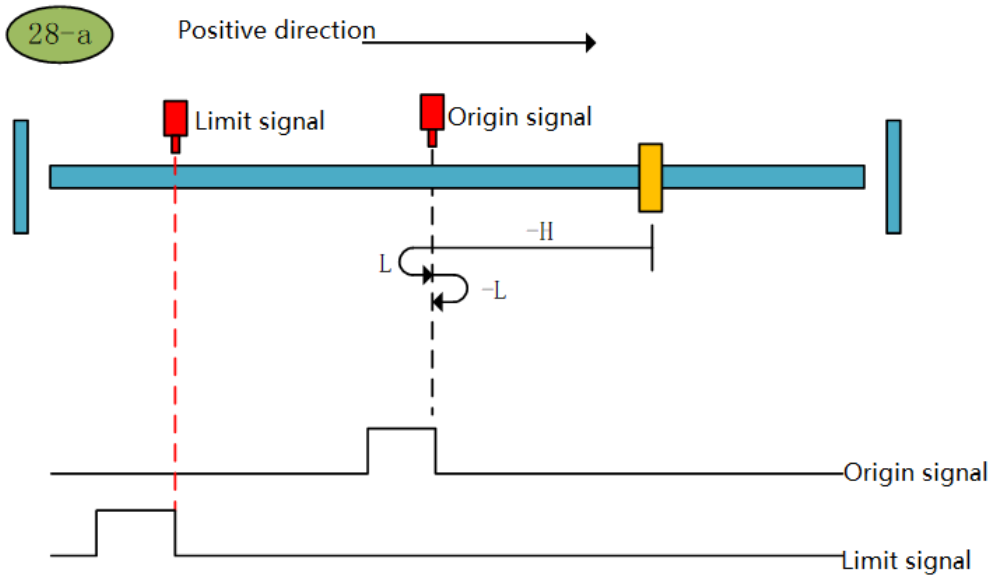 28-a
Positive direction
Limit signal
Origin signal
-H
L
-L
Origin signal
Limit signal